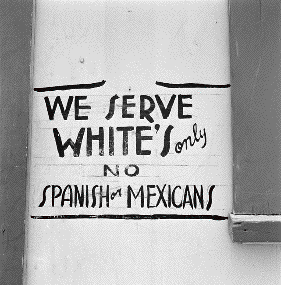 WE SERVE
WHITE'S only
NO
SPANISH or MEXICANS